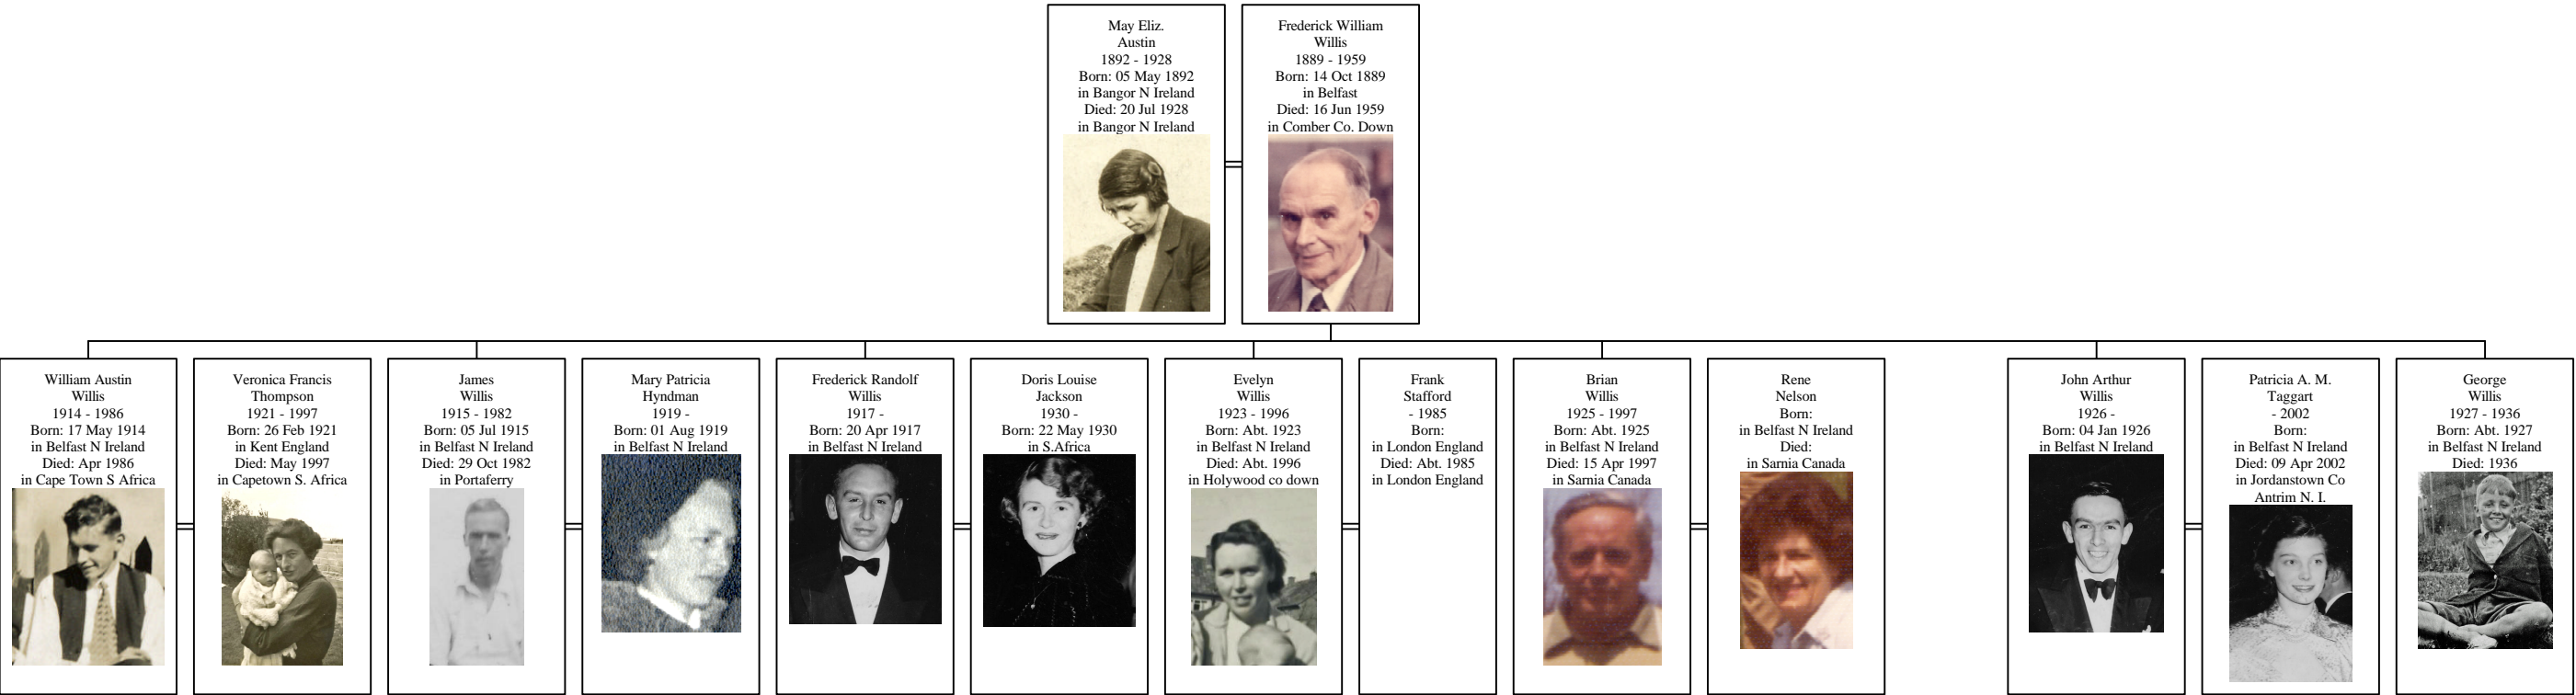 May Eliz.
Austin
1892 - 1928
Born: 05 May 1892
in Bangor N Ireland
Died: 20 Jul 1928
in Bangor N Ireland
Frederick William
Willis
1889 - 1959
Born: 14 Oct 1889
in Belfast
Died: 16 Jun 1959
in Comber Co. Down
William Austin
Willis
1914 - 1986
Born: 17 May 1914
in Belfast N Ireland
Died: Apr 1986
in Cape Town S Africa
Veronica Francis
Thompson
1921 - 1997
Born: 26 Feb 1921
in Kent England
Died: May 1997
in Capetown S. Africa
James
Willis
1915 - 1982
Born: 05 Jul 1915
in Belfast N Ireland
Died: 29 Oct 1982
in Portaferry
Mary Patricia
Hyndman
1919 -
Born: 01 Aug 1919
in Belfast N Ireland
Frederick Randolf
Willis
1917 -
Born: 20 Apr 1917
in Belfast N Ireland
Doris Louise
Jackson
1930 -
Born: 22 May 1930
in S.Africa
Evelyn
Willis
1923 - 1996
Born: Abt. 1923
in Belfast N Ireland
Died: Abt. 1996
in Holywood co down
Frank
Stafford
- 1985
Born:
in London England
Died: Abt. 1985
in London England
Brian
Willis
1925 - 1997
Born: Abt. 1925
in Belfast N Ireland
Died: 15 Apr 1997
in Sarnia Canada
Rene
Nelson
Born:
in Belfast N Ireland
Died:
in Sarnia Canada
John Arthur
Willis
1926 -
Born: 04 Jan 1926
in Belfast N Ireland
Patricia A. M.
Taggart
- 2002
Born:
in Belfast N Ireland
Died: 09 Apr 2002
in Jordanstown Co
Antrim N. I.
George
Willis
1927 - 1936
Born: Abt. 1927
in Belfast N Ireland
Died: 1936